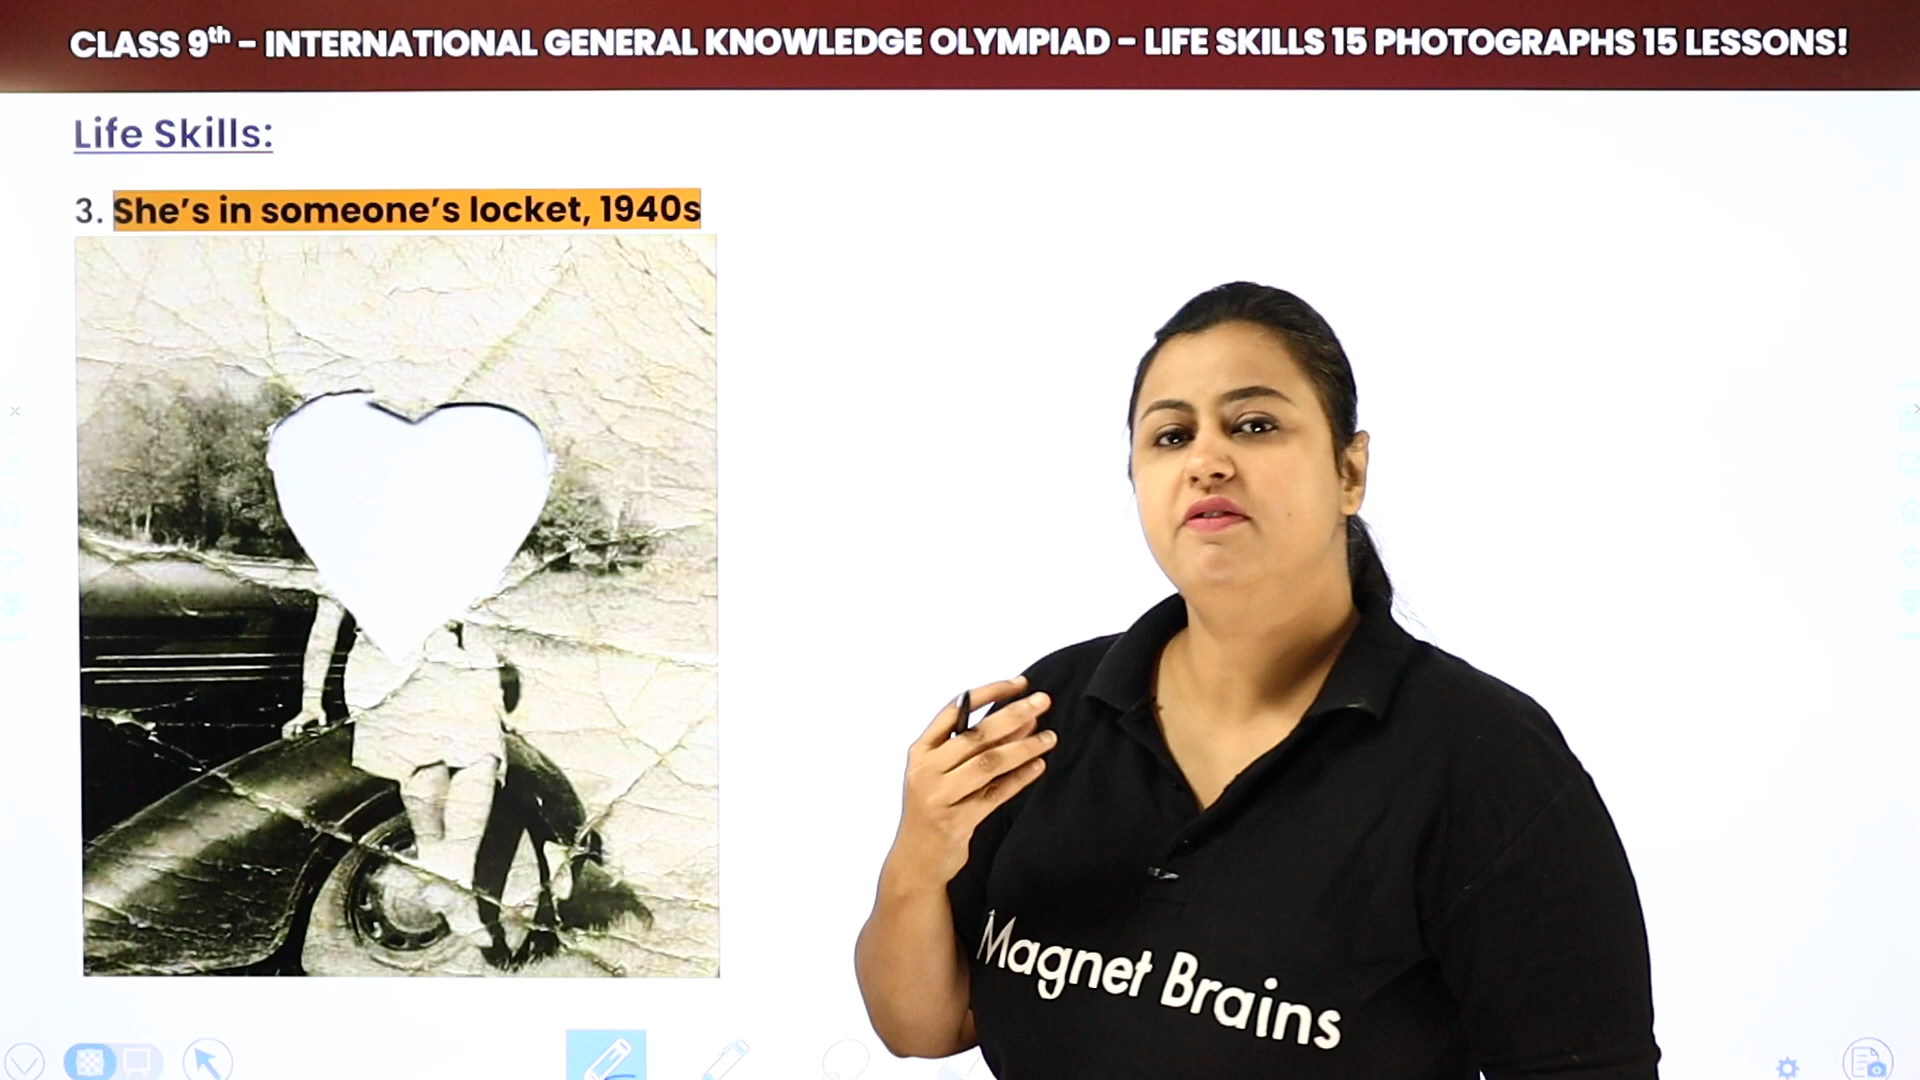 CLASS 9th – INTERNATIONAL GENERAL KNOWLEDGE OLYMPIAD – LIFE SKILLS 15 PHOTOGRAPHS 15 LESSONS!
Life Skills:
3. She's in someone's locket, 1940s
Magnet Brains